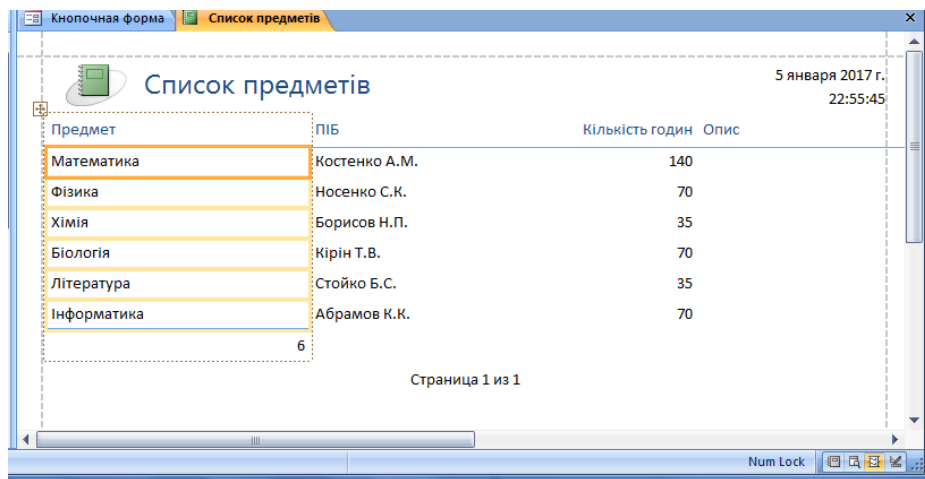 Кнопочная форма Список предметів
Список предметів
5 января 2017 г.
22:55:45
Предмет ПІБ Кількість годин Опис
Математика Костенко А.М. 140
Фізика Носенко С.К. 70
Хімія Борисов Н.П. 35
Біологія Кірін Т.В. 70
Література Стойко Б.С. 35
Інформатика Абрамов К.К. 70
6
Страница 1 из 1
Num Lock